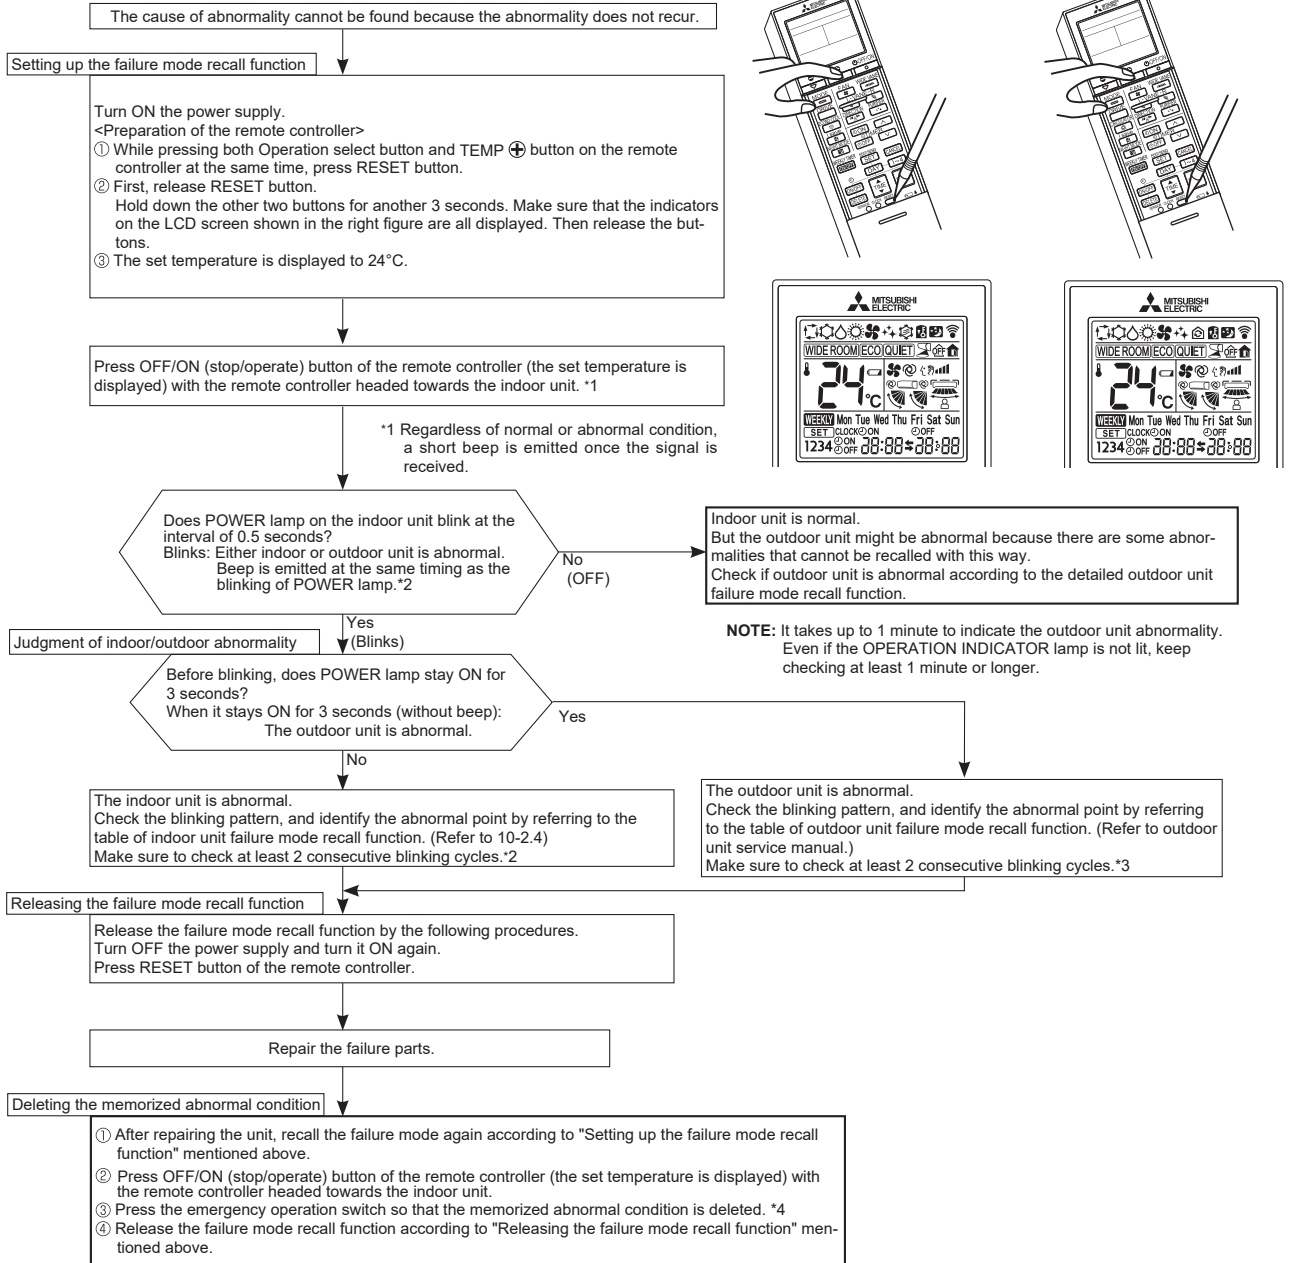 The cause of abnormality cannot be found because the abnormality does not recur.
Setting up the failure mode recall function
Turn ON the power supply.
<Preparation of the remote controller>
① While pressing both Operation select button and TEMP ⊕ button on the remote
controller at the same time, press RESET button.
② First, release RESET button.
Hold down the other two buttons for another 3 seconds. Make sure that the indicators
on the LCD screen shown in the right figure are all displayed. Then release the but-
tons.
③ The set temperature is displayed to 24°C.
MITSUBISHI
ELECTRIC
WIDE ROOM ECO QUIET OFF
24°C
WEEKLY Mon Tue Wed Thu Fri Sat Sun
SET CLOCK ON OFF
1234 ON OFF 88:88 88:88
MITSUBISHI
ELECTRIC
WIDE ROOM ECO QUIET OFF
24°C
WEEKLY Mon Tue Wed Thu Fri Sat Sun
SET CLOCK ON OFF
1234 ON OFF 88:88 88:88
Press OFF/ON (stop/operate) button of the remote controller (the set temperature is
displayed) with the remote controller headed towards the indoor unit. *1
*1 Regardless of normal or abnormal condition,
a short beep is emitted once the signal is
received.
Does POWER lamp on the indoor unit blink at the
interval of 0.5 seconds?
Blinks: Either indoor or outdoor unit is abnormal.
Beep is emitted at the same timing as the
blinking of POWER lamp.*2
No
(OFF)
Indoor unit is normal.
But the outdoor unit might be abnormal because there are some abnor-
malities that cannot be recalled with this way.
Check if outdoor unit is abnormal according to the detailed outdoor unit
failure mode recall function.
Yes
(Blinks)
NOTE: It takes up to 1 minute to indicate the outdoor unit abnormality.
Even if the OPERATION INDICATOR lamp is not lit, keep
checking at least 1 minute or longer.
Judgment of indoor/outdoor abnormality
Before blinking, does POWER lamp stay ON for
3 seconds?
When it stays ON for 3 seconds (without beep):
The outdoor unit is abnormal.
Yes
No
The indoor unit is abnormal.
Check the blinking pattern, and identify the abnormal point by referring to the
table of indoor unit failure mode recall function. (Refer to 10-2.4)
Make sure to check at least 2 consecutive blinking cycles.*2
The outdoor unit is abnormal.
Check the blinking pattern, and identify the abnormal point by referring
to the table of outdoor unit failure mode recall function. (Refer to outdoor
unit service manual.)
Make sure to check at least 2 consecutive blinking cycles.*3
Releasing the failure mode recall function
Release the failure mode recall function by the following procedures.
Turn OFF the power supply and turn it ON again.
Press RESET button of the remote controller.
Repair the failure parts.
Deleting the memorized abnormal condition
① After repairing the unit, recall the failure mode again according to "Setting up the failure mode recall
function" mentioned above.
② Press OFF/ON (stop/operate) button of the remote controller (the set temperature is displayed) with
the remote controller headed towards the indoor unit.
③ Press the emergency operation switch so that the memorized abnormal condition is deleted. *4
④ Release the failure mode recall function according to "Releasing the failure mode recall function" men-
tioned above.